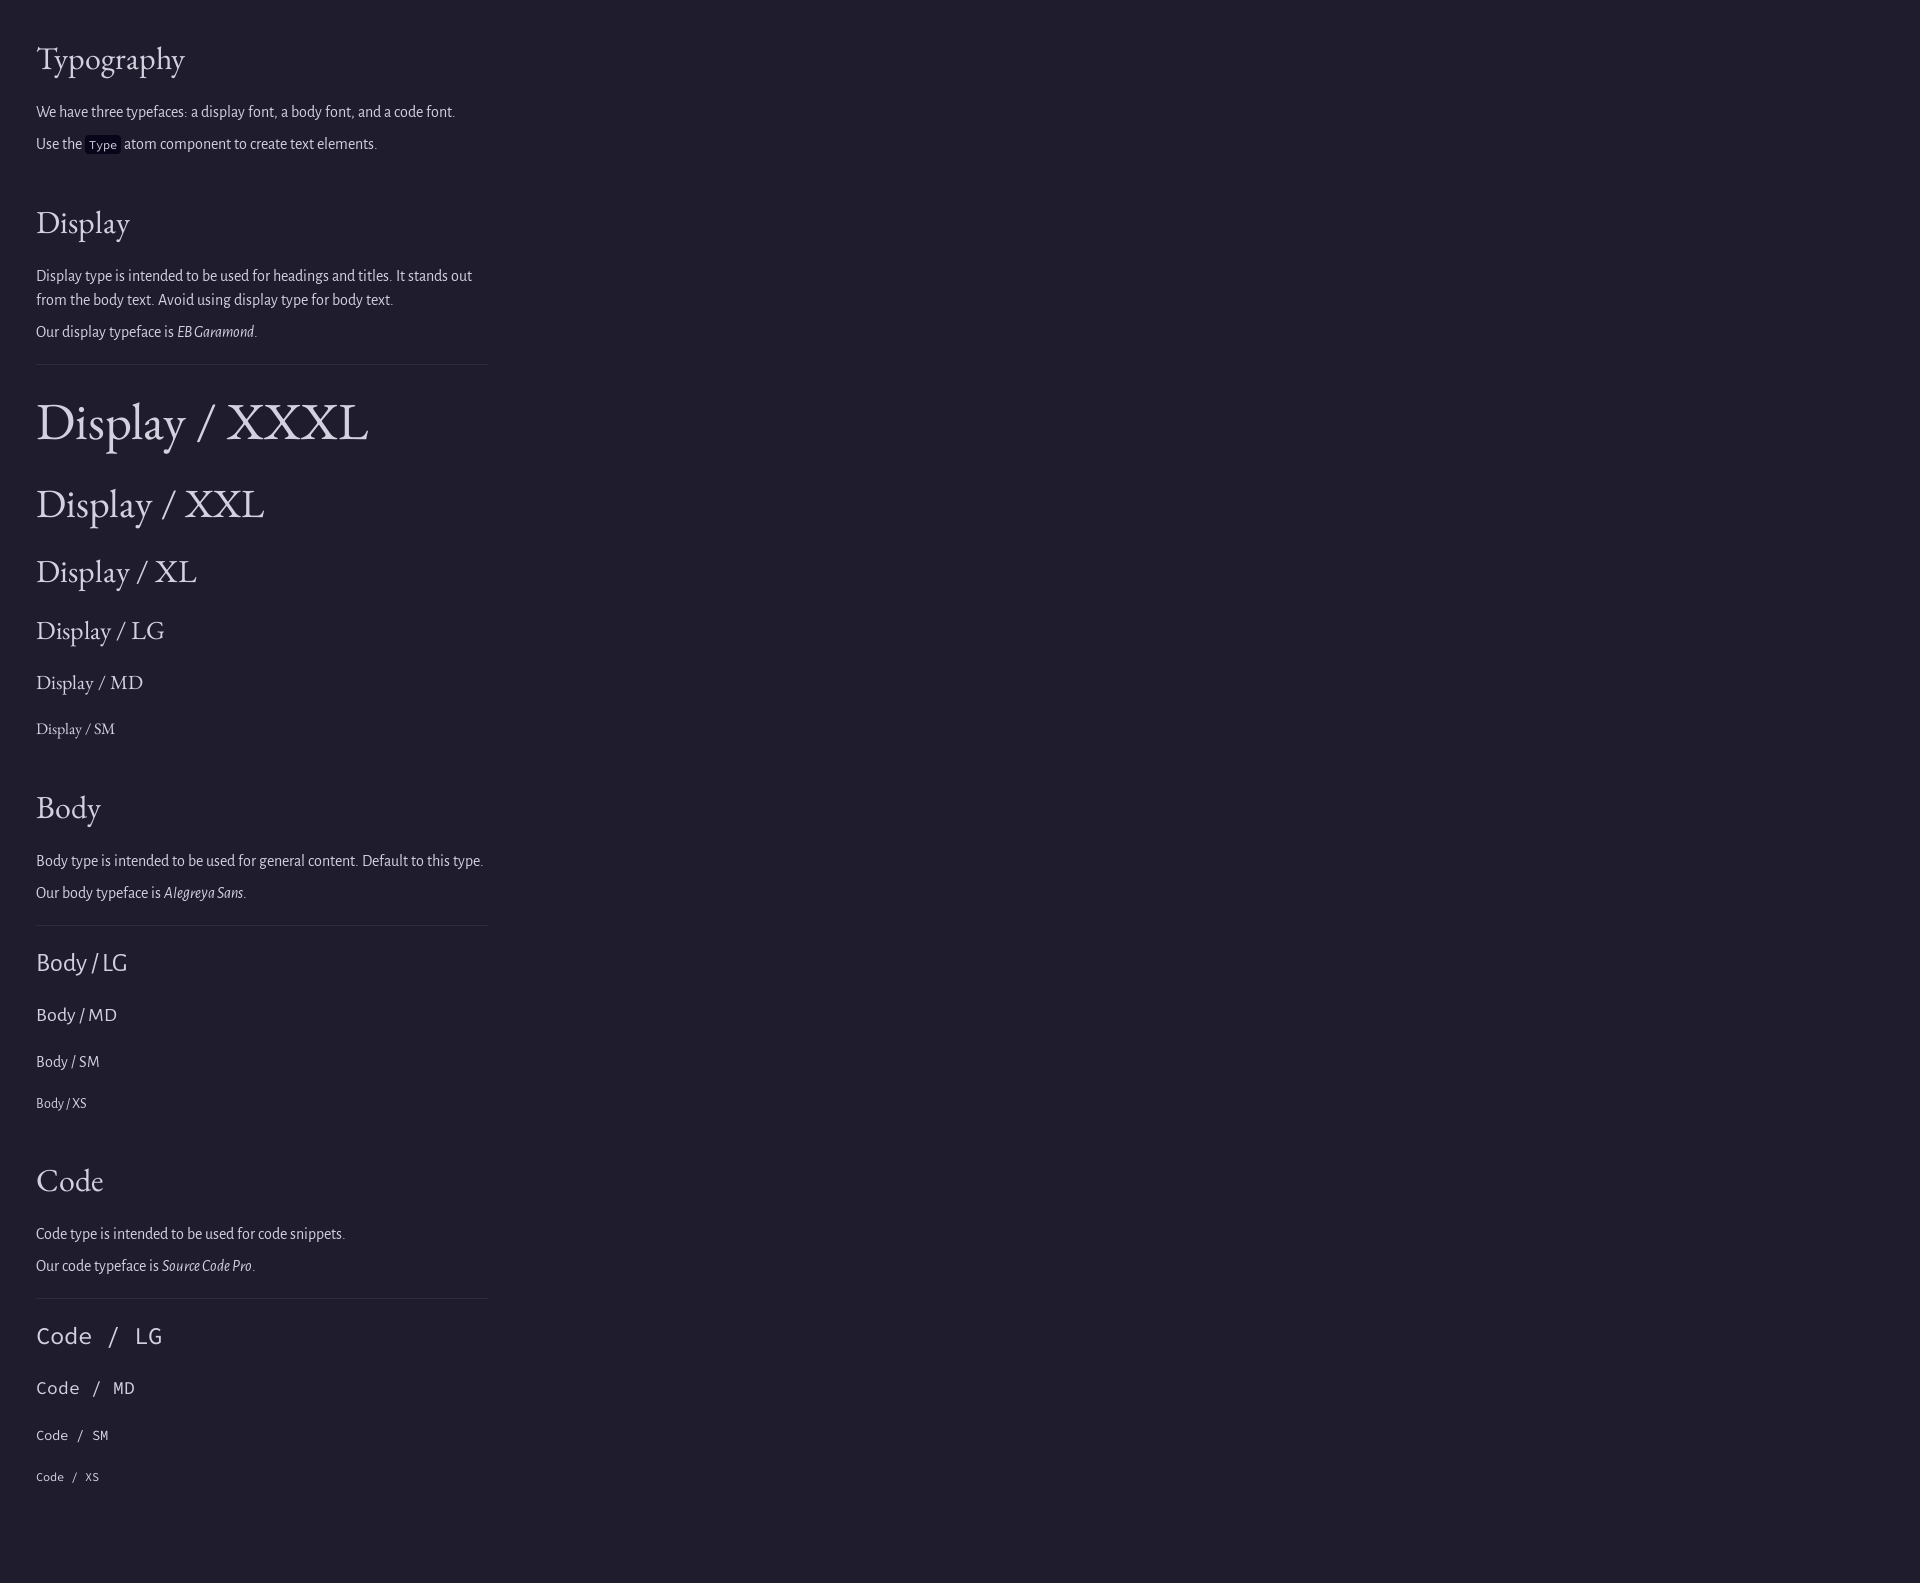 Typography
We have three typefaces: a display font, a body font, and a code font.
Use the Type atom component to create text elements.
Display
Display type is intended to be used for headings and titles. It stands out
from the body text. Avoid using display type for body text.
Our display typeface is EB Garamond.
Display / XXXL
Display / XXL
Display / XL
Display / LG
Display / MD
Display / SM
Body
Body type is intended to be used for general content. Default to this type.
Our body typeface is Alegreya Sans.
Body / LG
Body / MD
Body / SM
Body / XS
Code
Code type is intended to be used for code snippets.
Our code typeface is Source Code Pro.
Code / LG
Code / MD
Code / SM
Code / XS